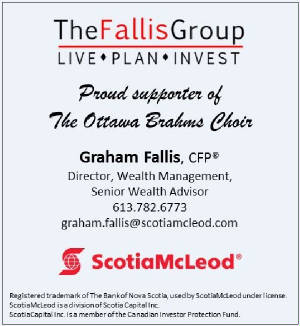 TheFallisGroup
LIVE♦PLAN♦INVEST
Proud supporter of
The Ottawa Brahms Choir
Graham Fallis, CFP®
Director, Wealth Management,
Senior Wealth Advisor
613.782.6773
graham.fallis@scotiamcleod.com
ScotiaMcLeod®
Registered trademark of The Bank of Nova Scotia, used by ScotiaMcLeod under license.
ScotiaMcLeod is a division of Scotia Capital Inc.
Scotia Capital Inc. is a member of the Canadian Investor Protection Fund.